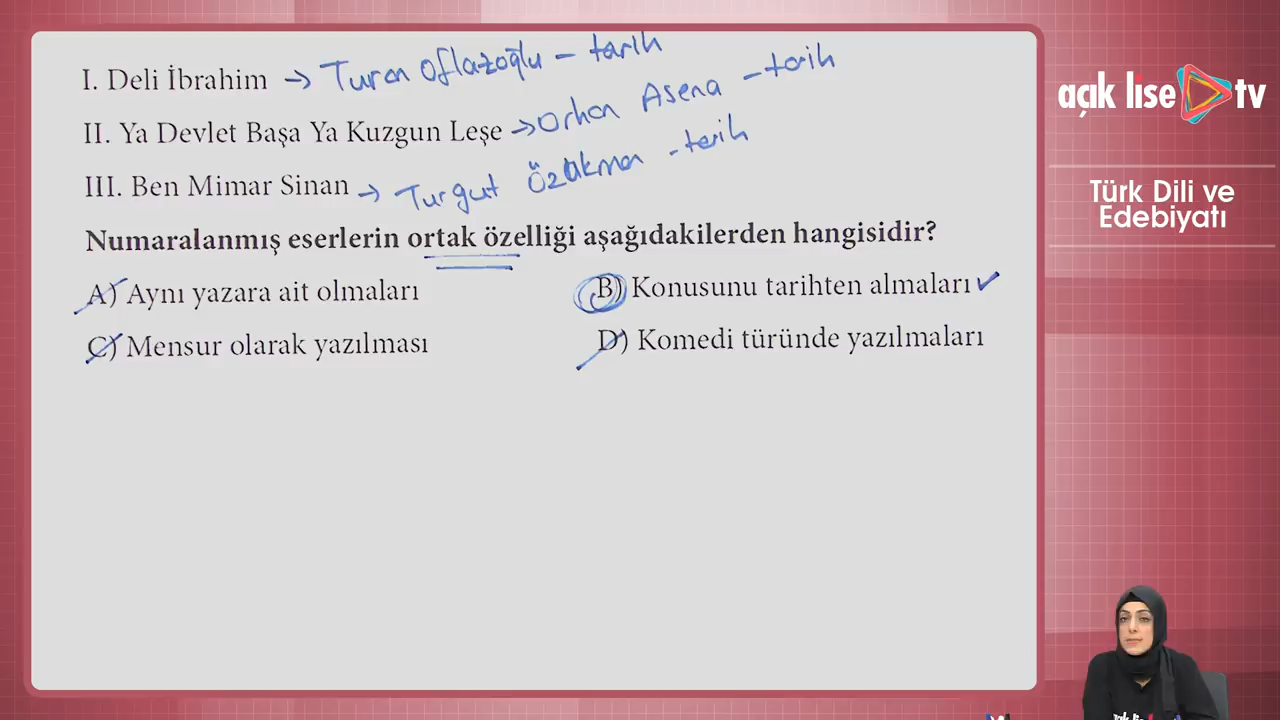 I. Deli İbrahim → Turan Oflazoğlu – tarih
II. Ya Devlet Başa Ya Kuzgun Leşe → Orhan Asena – tarih
III. Ben Mimar Sinan → Turgut Özakman – tarih
Numaralanmış eserlerin ortak özelliği aşağıdakilerden hangisidir?
A) Aynı yazara ait olmaları
B) Konusunu tarihten almaları ✓
C) Mensur olarak yazılması
D) Komedi türünde yazılmaları
açık lise tv
Türk Dili ve
Edebiyatı